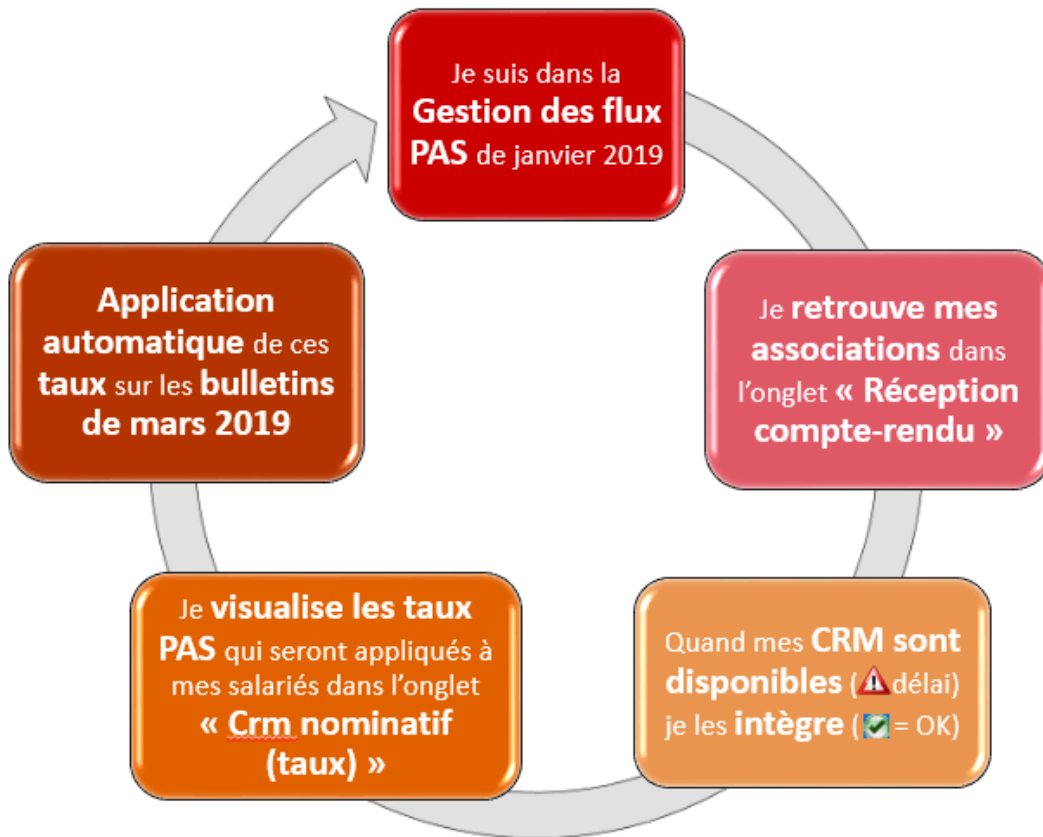 Je suis dans la
Gestion des flux
PAS de janvier 2019
Je retrouve mes
associations dans
l’onglet « Réception
compte-rendu »
Quand mes CRM sont
disponibles (délai)
je les intègre ( = OK)
Je visualise les taux
PAS qui seront appliqués à
mes salariés dans l’onglet
« Crm nominatif
(taux) »
Application
automatique de ces
taux sur les bulletins
de mars 2019